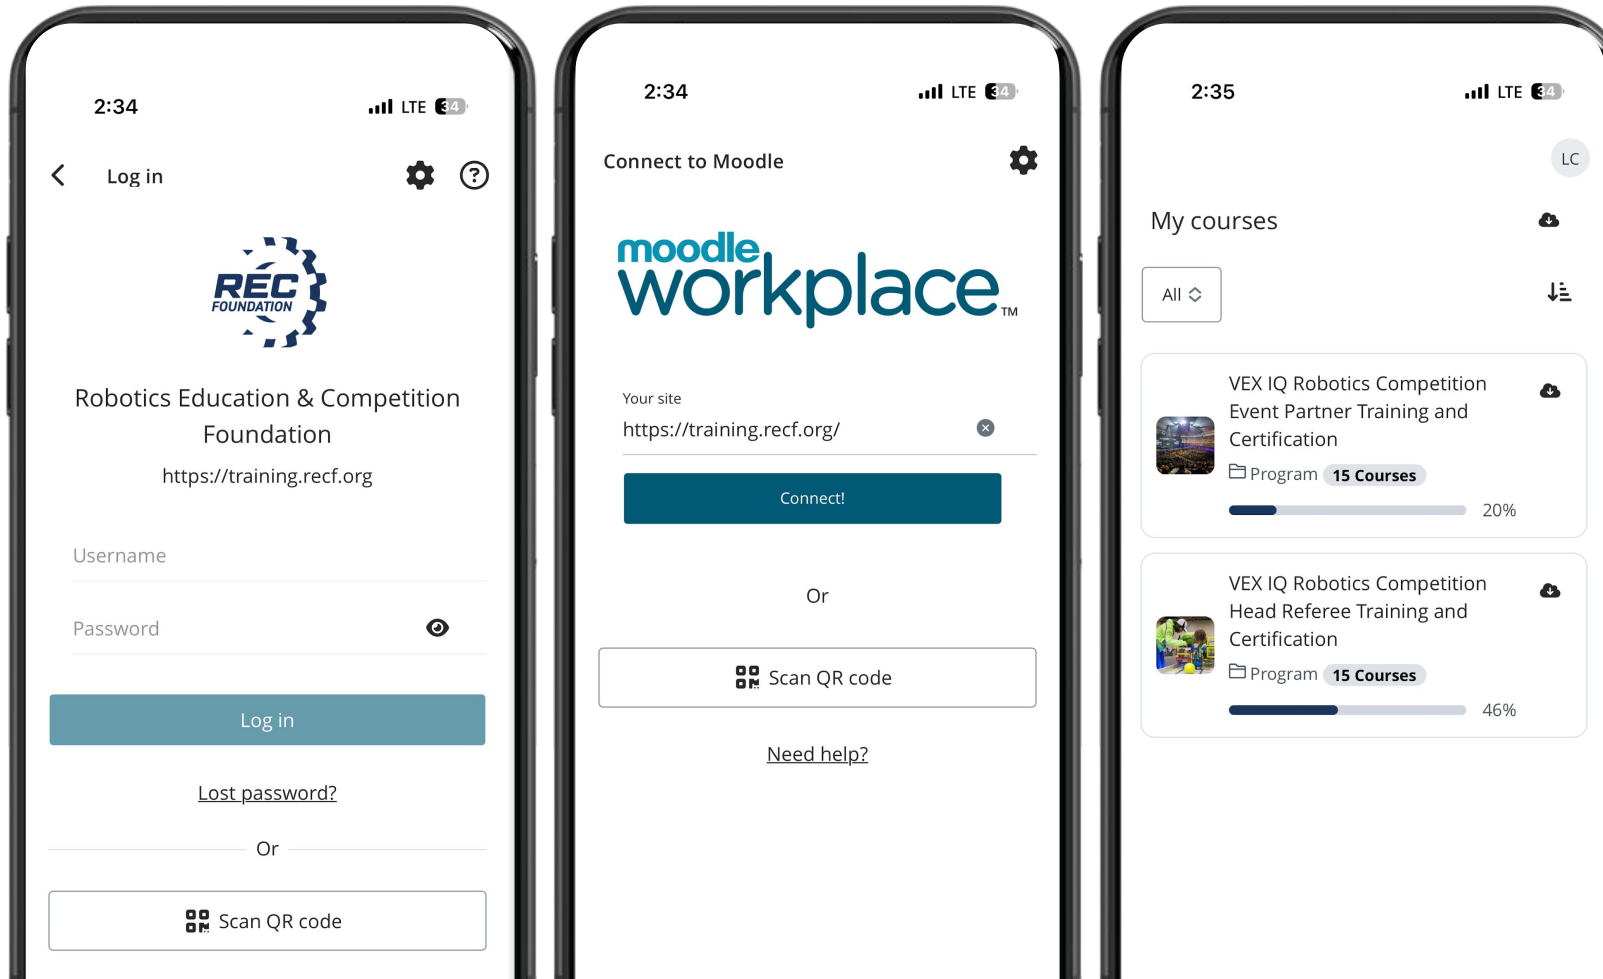 2:34
LTE 34
Log in
REC
FOUNDATION
Robotics Education & Competition
Foundation
https://training.recf.org
Username
Password
Log in
Lost password?
Or
Scan QR code
2:34
LTE 34
Connect to Moodle
moodle
workplace™
Your site
https://training.recf.org/
Connect!
Or
Scan QR code
Need help?
2:35
LTE 34
LC
My courses
All
VEX IQ Robotics Competition
Event Partner Training and
Certification
Program 15 Courses
20%
VEX IQ Robotics Competition
Head Referee Training and
Certification
Program 15 Courses
46%